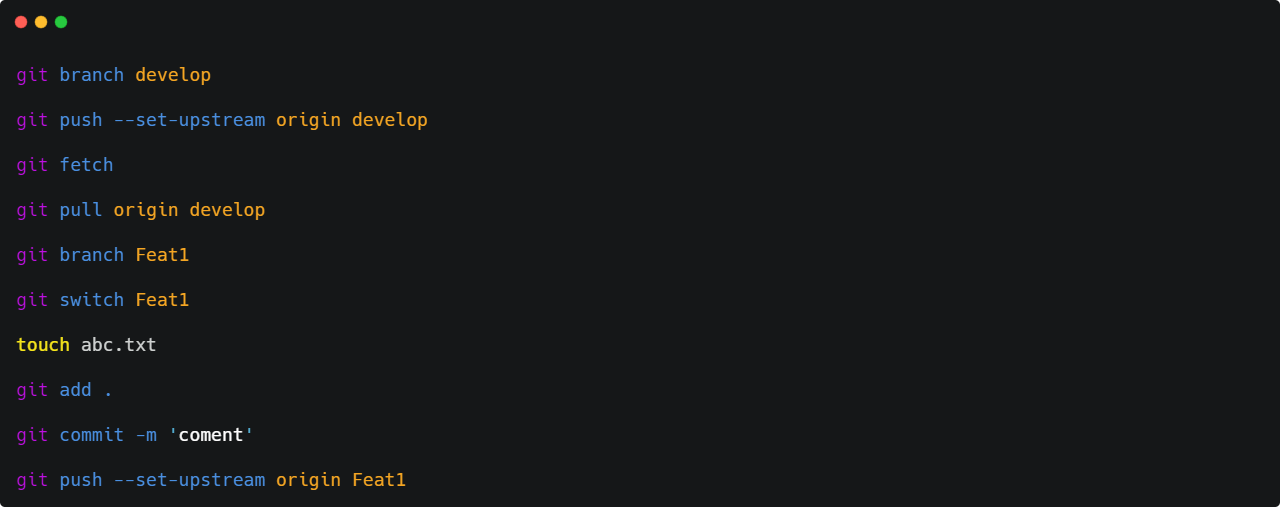 git branch develop
git push --set-upstream origin develop
git fetch
git pull origin develop
git branch Feat1
git switch Feat1
touch abc.txt
git add .
git commit -m 'coment'
git push --set-upstream origin Feat1